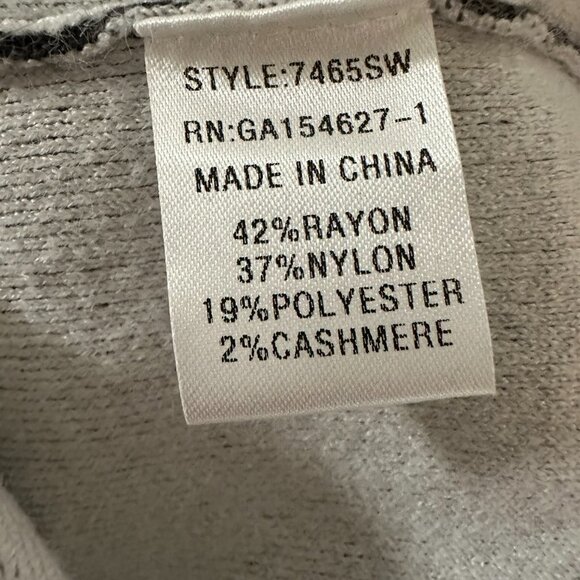 STYLE:7465SW
RN:GA154627-1
MADE IN CHINA
42%RAYON
37%NYLON
19%POLYESTER
2%CASHMERE